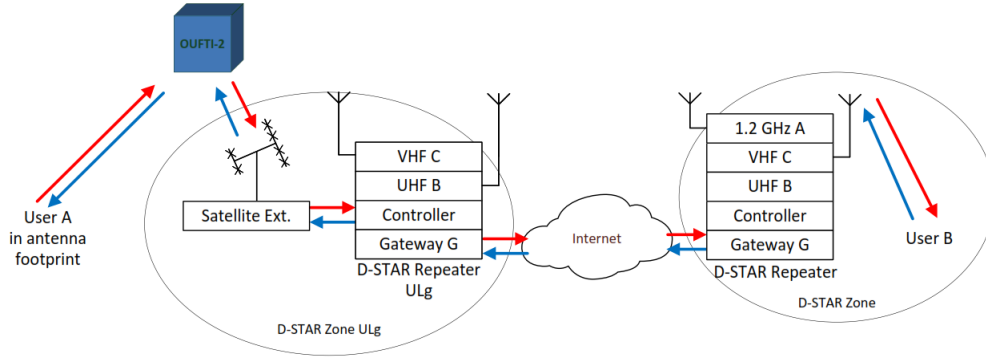 OUFTI-2
User A
in antenna
footprint
Satellite Ext.
VHF C
UHF B
Controller
Gateway G
D-STAR Repeater
ULg
D-STAR Zone ULg
Internet
1.2 GHz A
VHF C
UHF B
Controller
Gateway G
D-STAR Repeater
D-STAR Zone
User B